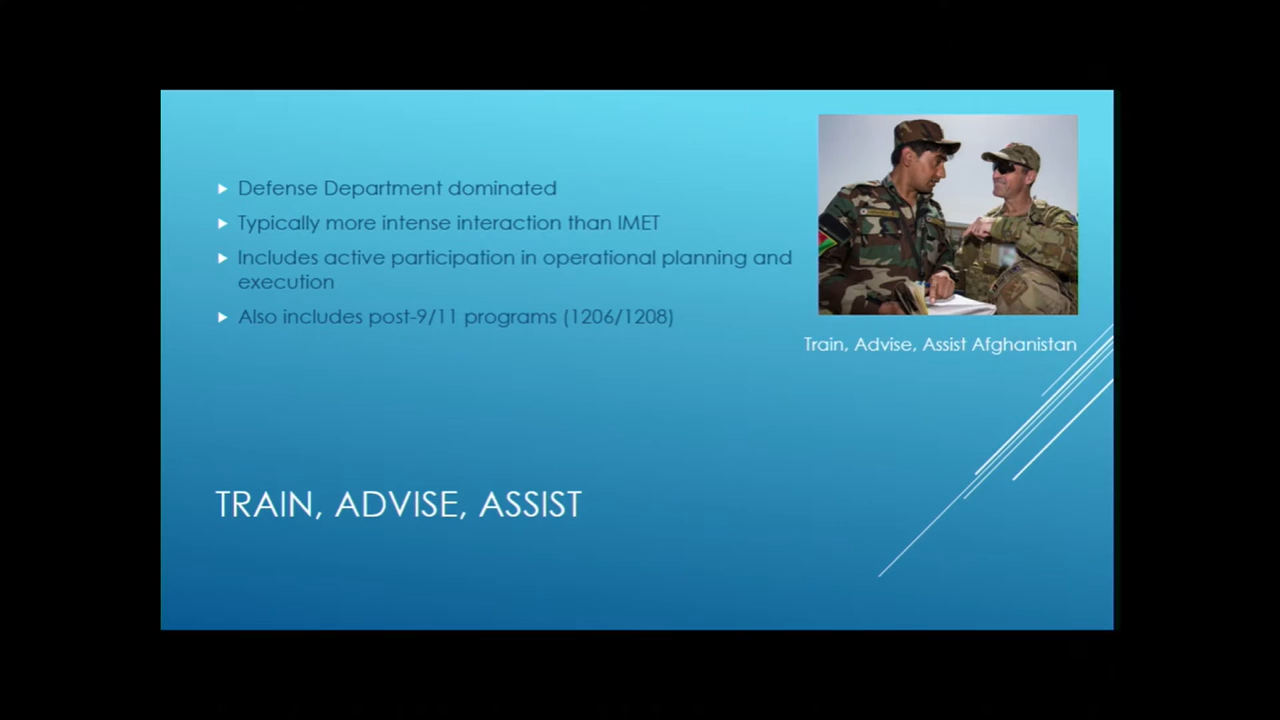 Defense Department dominated
Typically more intense interaction than IMET
Includes active participation in operational planning and
execution
Also includes post-9/11 programs (1206/1208)
Train, Advise, Assist Afghanistan
TRAIN, ADVISE, ASSIST